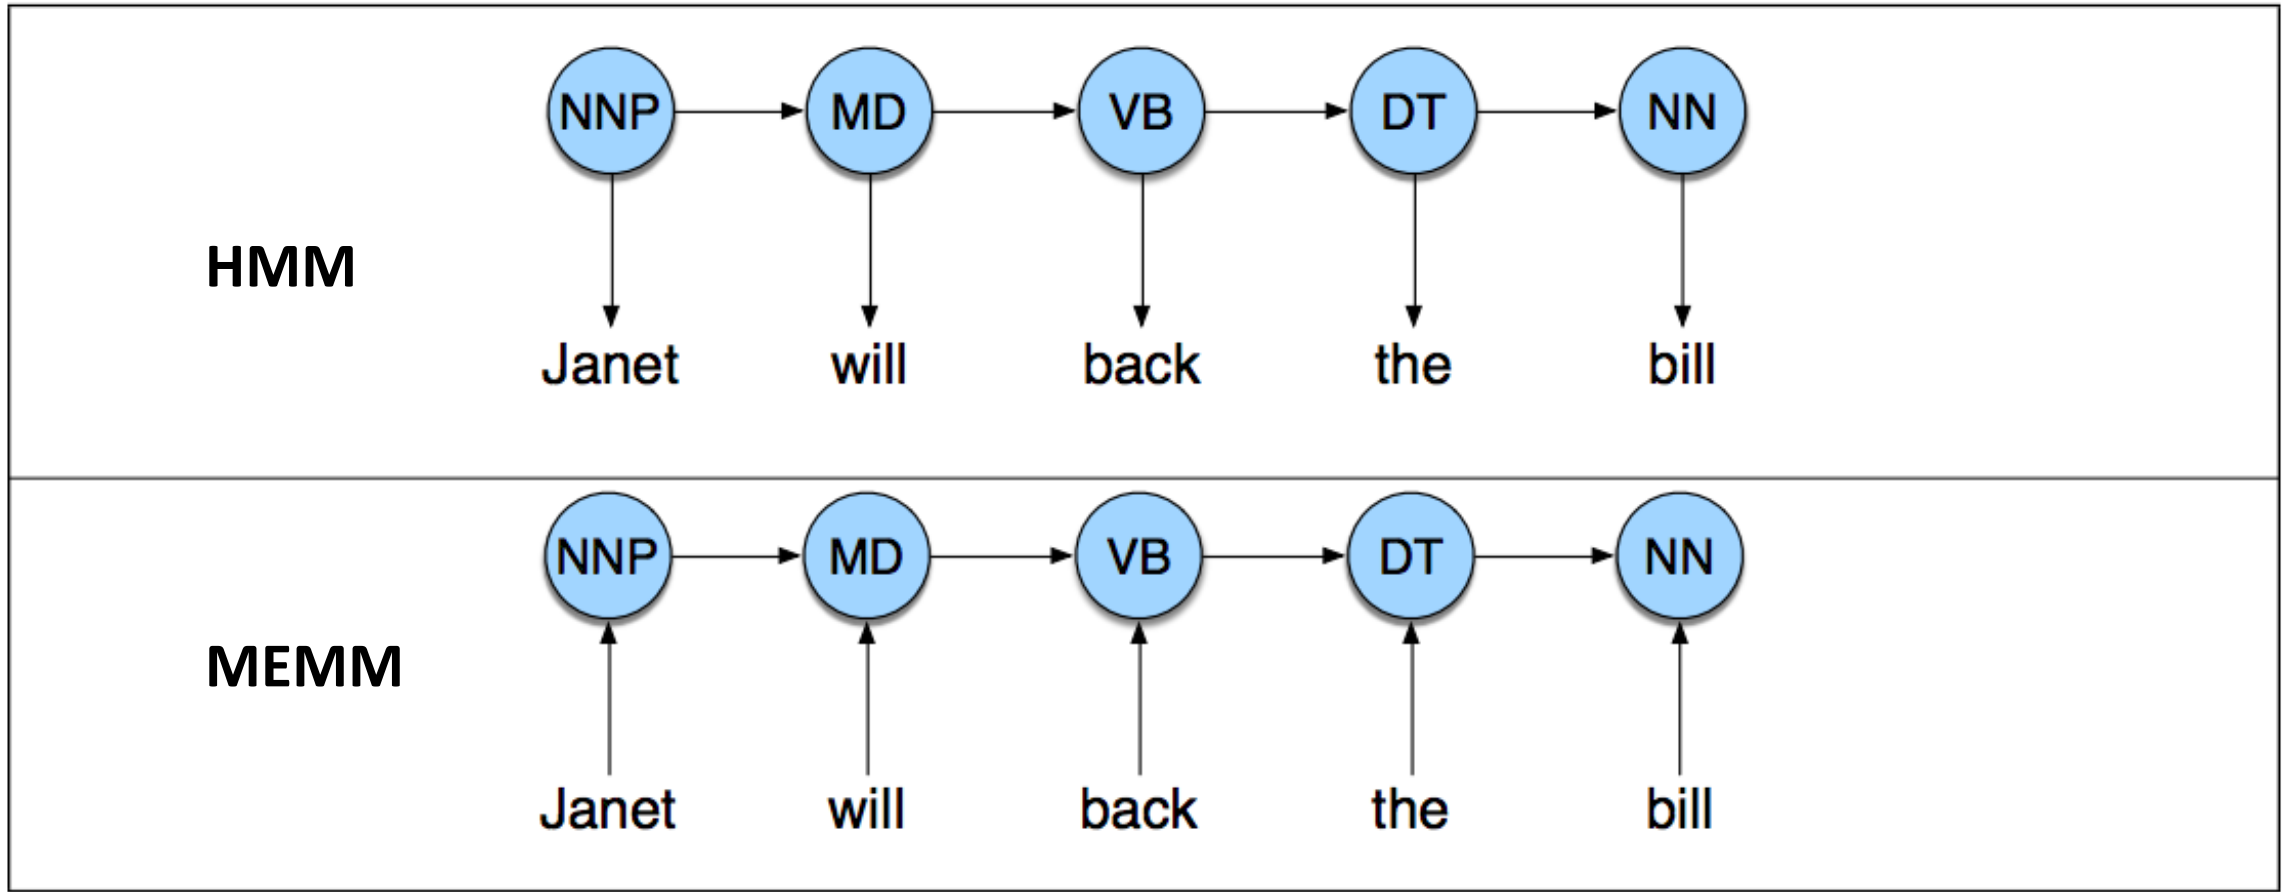 NNP MD VB DT NN
HMM
Janet will back the bill
NNP MD VB DT NN
MEMM
Janet will back the bill